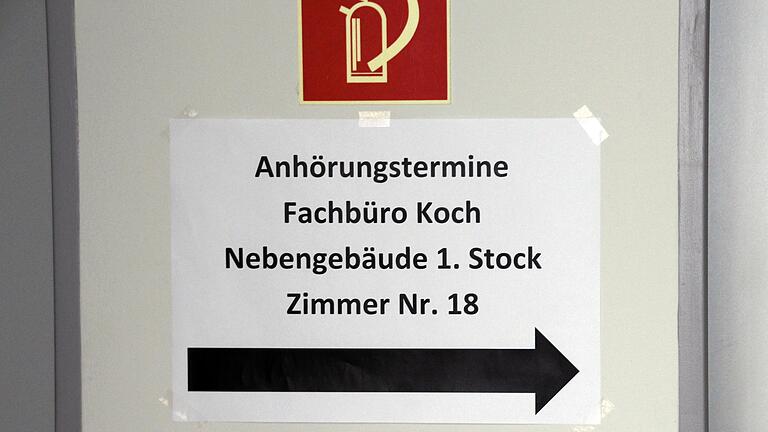 Anhörungstermine
Fachbüro Koch
Nebengebäude 1. Stock
Zimmer Nr. 18